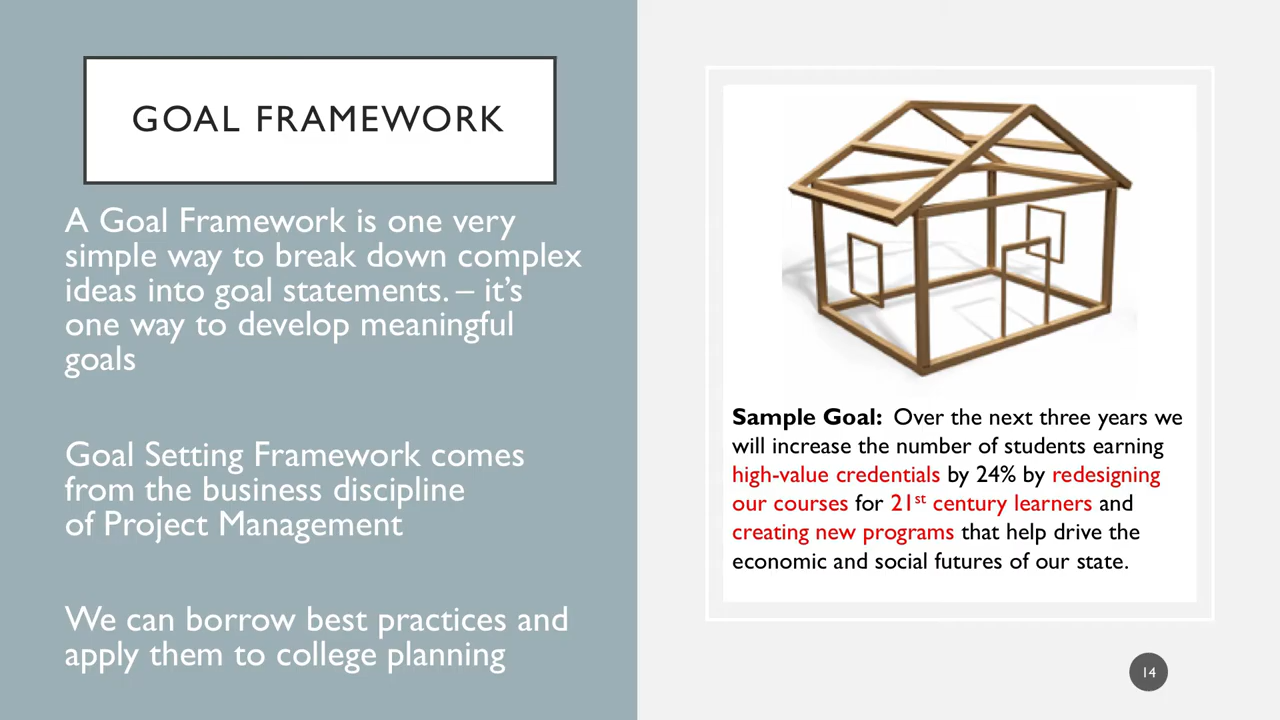 GOAL FRAMEWORK
A Goal Framework is one very
simple way to break down complex
ideas into goal statements. – it’s
one way to develop meaningful
goals
Goal Setting Framework comes
from the business discipline
of Project Management
We can borrow best practices and
apply them to college planning
Sample Goal: Over the next three years we
will increase the number of students earning
high-value credentials by 24% by redesigning
our courses for 21st century learners and
creating new programs that help drive the
economic and social futures of our state.
14